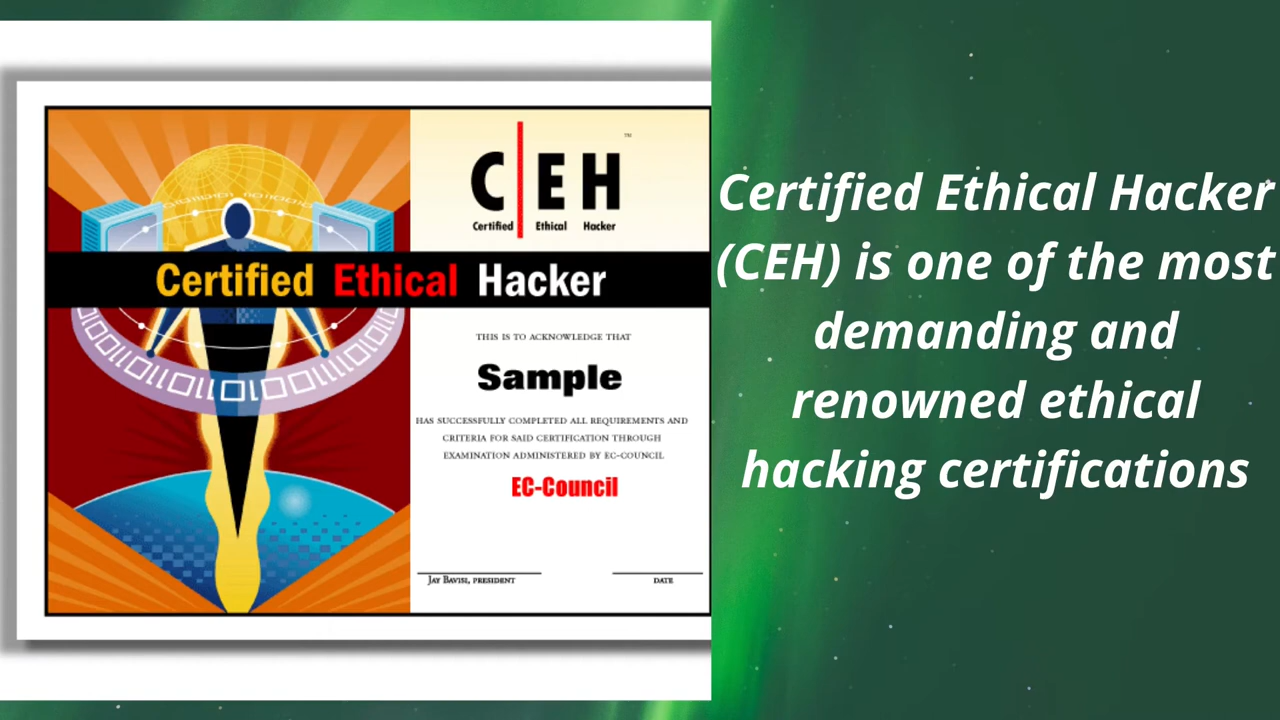 C EH
TM
Certified Ethical Hacker
Certified Ethical Hacker
THIS IS TO ACKNOWLEDGE THAT
Sample
HAS SUCCESSFULLY COMPLETED ALL REQUIREMENTS AND
CRITERIA FOR SAID CERTIFICATION THROUGH
EXAMINATION ADMINISTERED BY EC-COUNCIL
EC-Council
JAY BAVISI, PRESIDENT
DATE
Certified Ethical Hacker
(CEH) is one of the most
demanding and
renowned ethical
hacking certifications